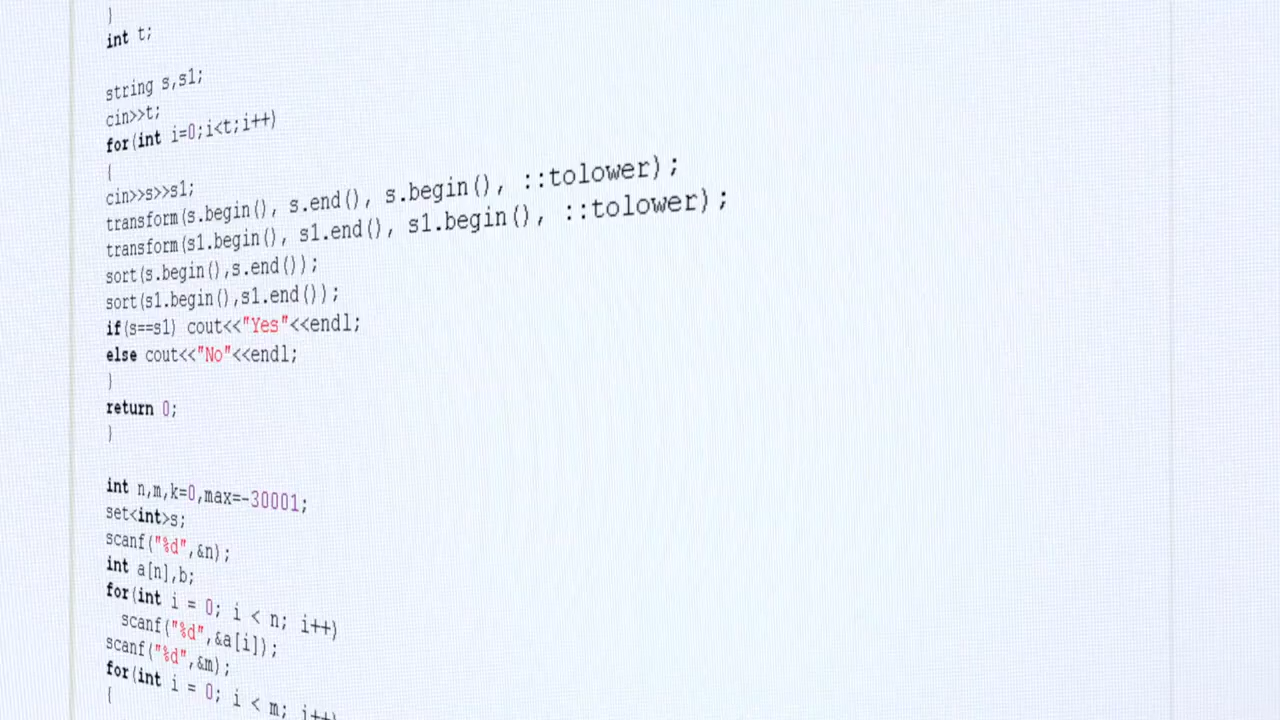 }
int t;
string s,s1;
cin>>t;
for(int i=0;i<t;i++)
{
cin>>s>>s1;
transform(s.begin(), s.end(), s.begin(), ::tolower);
transform(s1.begin(), s1.end(), s1.begin(), ::tolower);
sort(s.begin(),s.end());
sort(s1.begin(),s1.end());
if(s==s1) cout<<"Yes"<<endl;
else cout<<"No"<<endl;
}
return 0;
}
int n,m,k=0,max=-30001;
set<int>s;
scanf("%d",&n);
int a[n],b;
for(int i = 0; i < n; i++)
scanf("%d",&a[i]);
scanf("%d",&m);
for(int i = 0; i < m; i++)
{